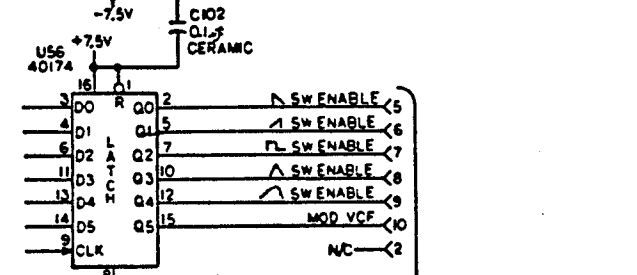 -7.5V
C102
0.1
CERAMIC
+7.5V
U56
40174
16 1
R
3 D0 Q0 2 SW ENABLE 5
4 D1 Q1 5 SW ENABLE 6
6 D2 Q2 7 SW ENABLE 7
11 D3 Q3 10 SW ENABLE 8
13 D4 Q4 12 SW ENABLE 9
14 D5 Q5 15 MOD VCF 10
9 CLK N/C 2
LATCH